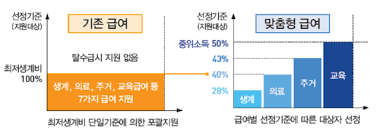 기존 급여
선정기준
(지원대상)
탈수급시 지원 없음
최저생계비
100%
생계, 의료, 주거, 교육급여 등
7가지 급여 지원
최저생계비 단일기준에 의한 포괄지원
맞춤형 급여
선정기준
(지원대상)
중위소득 50%
43%
40%
28%
생계
의료
주거
교육
급여별 선정기준에 따른 대상자 선정